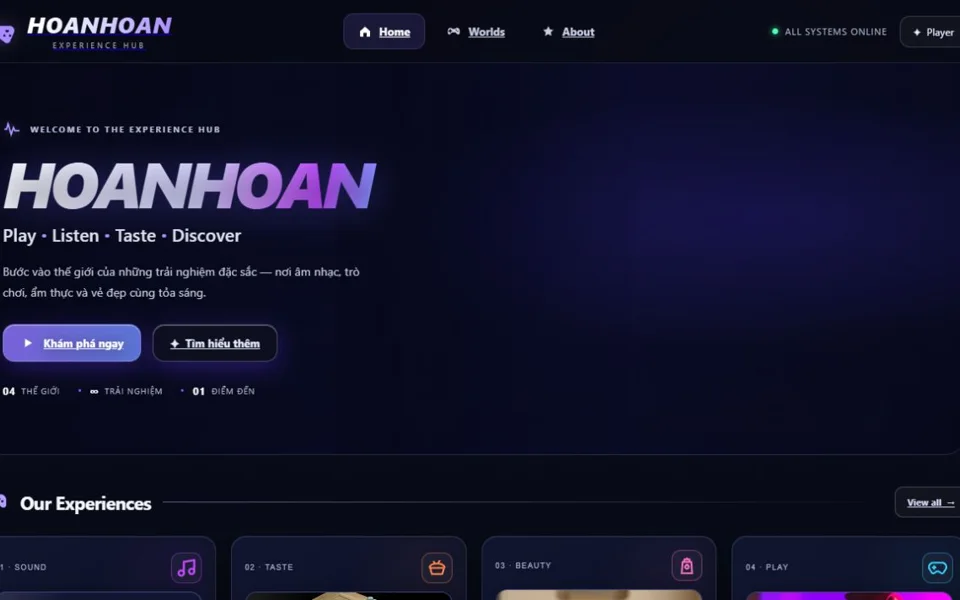 HOANHOAN
EXPERIENCE HUB
Home
Worlds
About
ALL SYSTEMS ONLINE
Player
WELCOME TO THE EXPERIENCE HUB
HOANHOAN
Play • Listen • Taste • Discover
Bước vào thế giới của những trải nghiệm đặc sắc — nơi âm nhạc, trò
chơi, ẩm thực và vẻ đẹp cùng tỏa sáng.
Khám phá ngay
Tìm hiểu thêm
04 THẾ GIỚI • ∞ TRẢI NGHIỆM • 01 ĐIỂM ĐẾN
Our Experiences
View all →
1 · SOUND
02 · TASTE
03 · BEAUTY
04 · PLAY